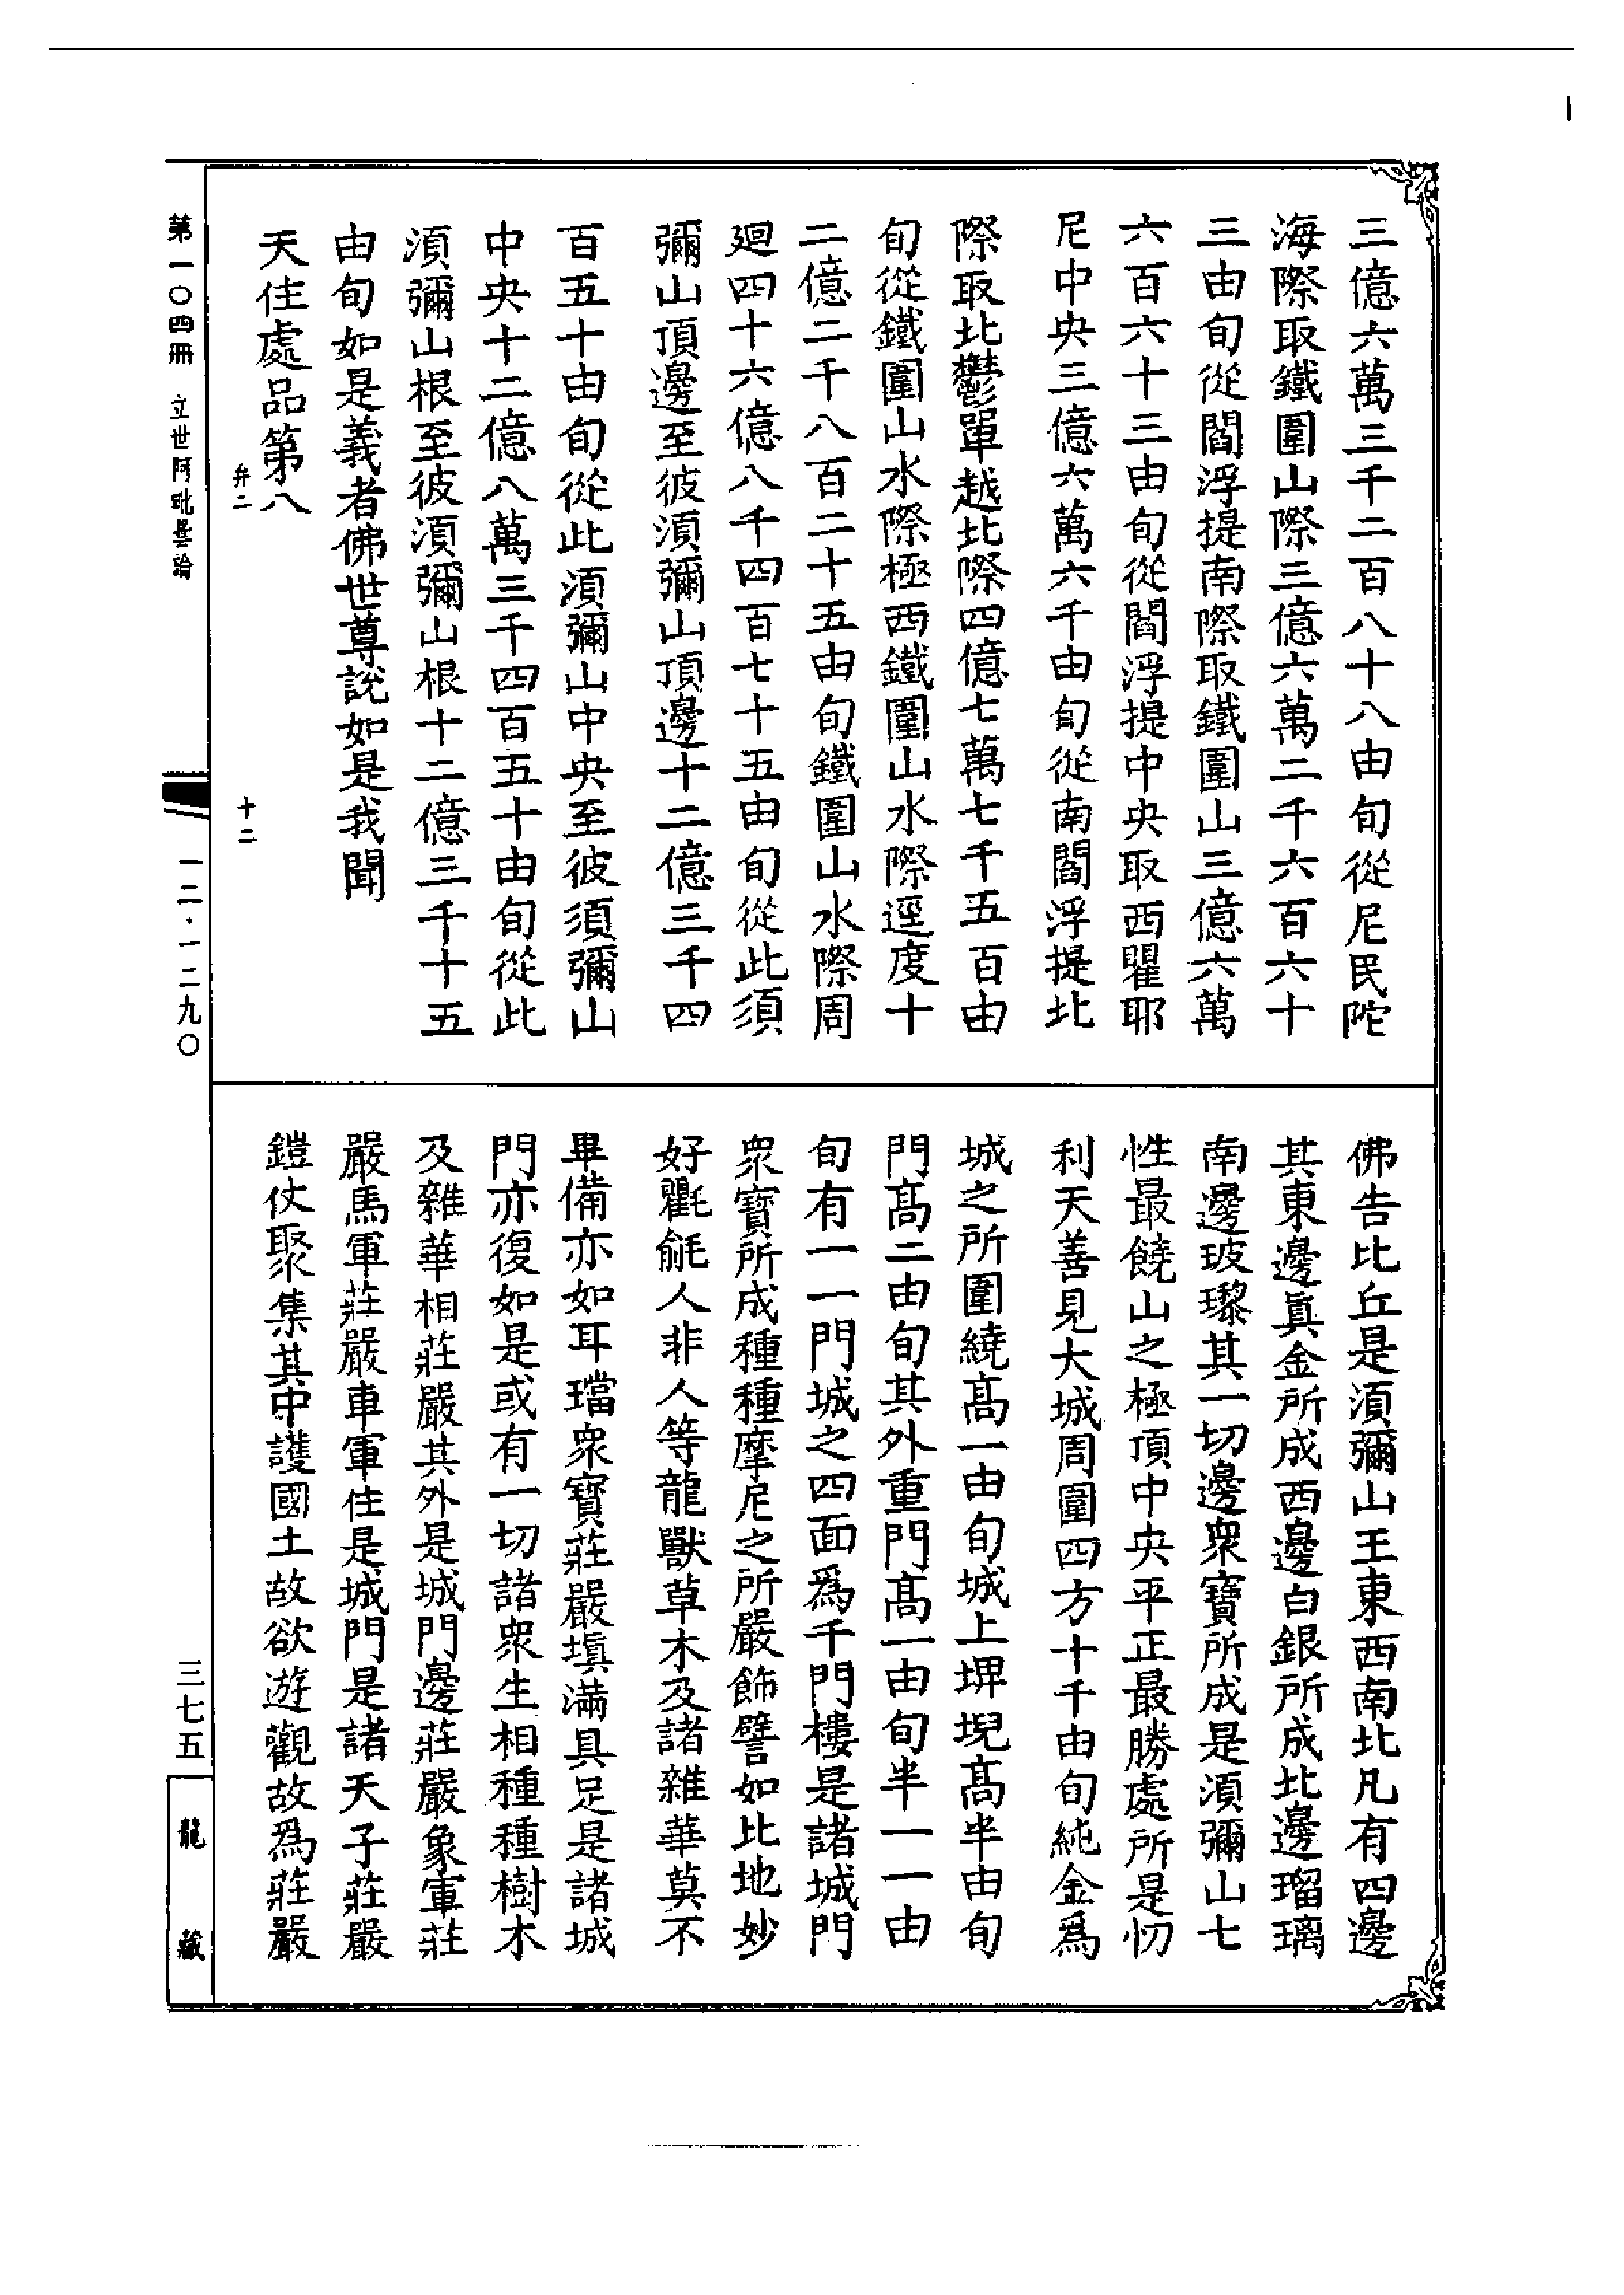 三億六萬三千二百八十八由旬從尼民陀
海際取鐵圍山際三億六萬二千六百六十
三由旬從閻浮提南際取鐵圍山三億六萬
六百六十三由旬從閻浮提中央取西瞿耶
尼中央三億六萬六千由旬從南閻浮提北
際取北鬱單越北際四億七萬七千五百由
旬從鐵圍山水際極西鐵圍山水際逕度十
二億二千八百二十五由旬鐵圍山水際周
廻四十六億八千四百七十五由旬從此須
彌山頂邊至彼須彌山頂邊十二億三千四
百五十由旬從此須彌山中央至彼須彌山
中央十二億八萬三千四百五十由旬從此
須彌山根至彼須彌山根十二億三千十五
由旬如是義者佛世尊說如是我聞
天住處品第八
佛告比丘是須彌山王東西南北凡有四邊
其東邊眞金所成西邊白銀所成北邊瑠璃
南邊玻瓈其一切邊衆寶所成是須彌山七
性最饒山之極頂中央平正最勝處所是忉
利天善見大城周圍四方十千由旬純金爲
城之所圍繞髙一由旬城上埤堄髙半由旬
門髙二由旬其外重門髙一由旬半一一由
旬有一一門城之四面爲千門樓是諸城門
衆寶所成種種摩尼之所嚴飾譬如比地妙
好氍毹人非人等龍獸草木及諸雜華莫不
畢備亦如耳璫衆寶莊嚴塡滿具足是諸城
門亦復如是或有一切諸衆生相種種樹木
及雜華相莊嚴其外是城門邊莊嚴象軍莊
嚴馬軍莊嚴車軍住是城門是諸天子莊嚴
鎧仗聚集其中護國土故欲遊觀故爲莊嚴
弁二
十二
第一〇四冊 立世阿毗曇論
一二·一二九〇
三七五
龍藏